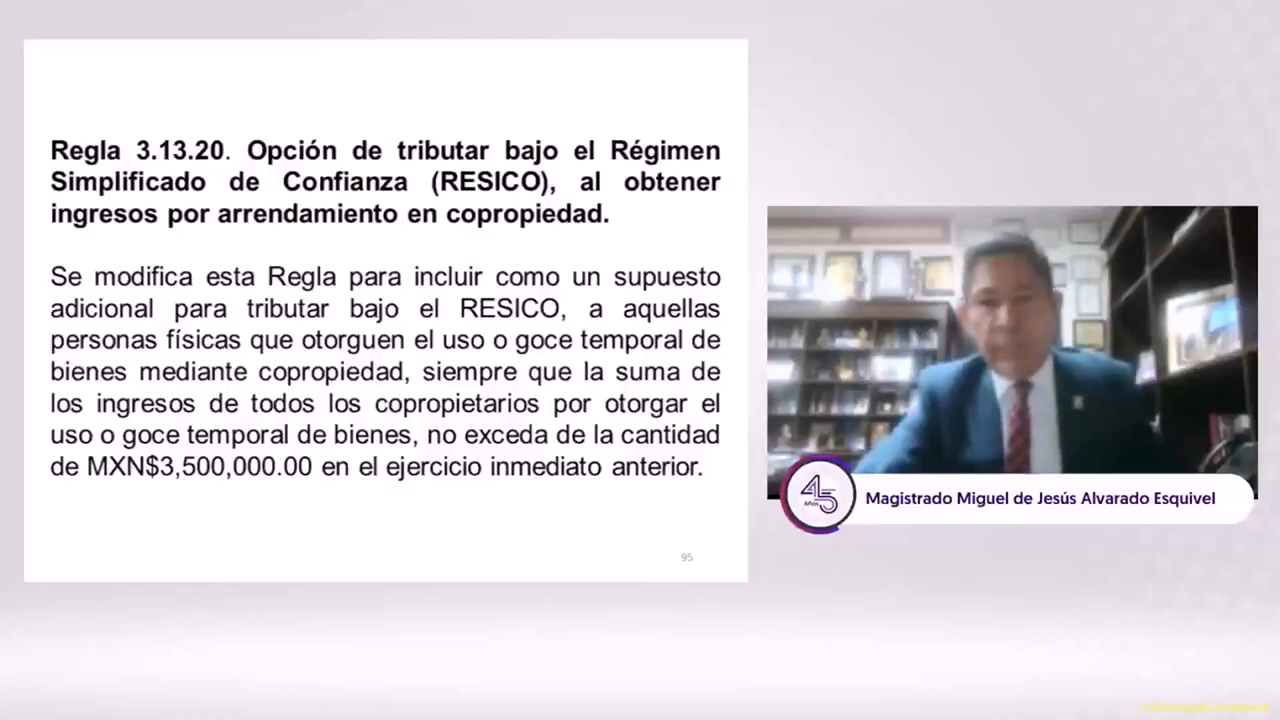 Regla 3.13.20. Opción de tributar bajo el Régimen
Simplificado de Confianza (RESICO), al obtener
ingresos por arrendamiento en copropiedad.
Se modifica esta Regla para incluir como un supuesto
adicional para tributar bajo el RESICO, a aquellas
personas físicas que otorguen el uso o goce temporal de
bienes mediante copropiedad, siempre que la suma de
los ingresos de todos los copropietarios por otorgar el
uso o goce temporal de bienes, no exceda de la cantidad
de MXN$3,500,000.00 en el ejercicio inmediato anterior.
95
45
Años
Magistrado Miguel de Jesús Alvarado Esquivel